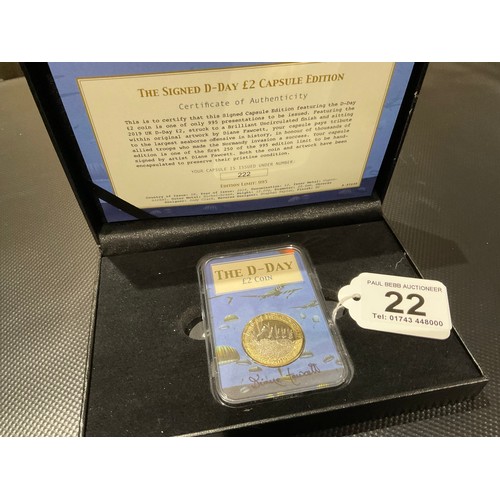 THE SIGNED D-DAY £2 CAPSULE EDITION
Certificate of Authenticity
This is to certify that this Signed Capsule Edition featuring the D-Day
£2 coin is one of only 995 presentations to be issued. Featuring the
2019 UK D-Day £2, struck to a Brilliant Uncirculated finish and sitting
within original artwork by Diane Fawcett, your capsule pays tribute
to the largest seaborne offensive in history, in honour of thousands of
allied troops who made the Normandy invasion a success. Your capsule
edition is one of the first 250 of the 995 edition limit to be hand-
signed by artist Diane Fawcett. Both the coin and artwork have been
encapsulated to preserve their pristine condition.
YOUR CAPSULE IS ISSUED UNDER NUMBER:
222
EDITION LIMIT: 995
THE D-DAY
£2 COIN
PAUL BEBB AUCTIONEER
22
Tel: 01743 448000